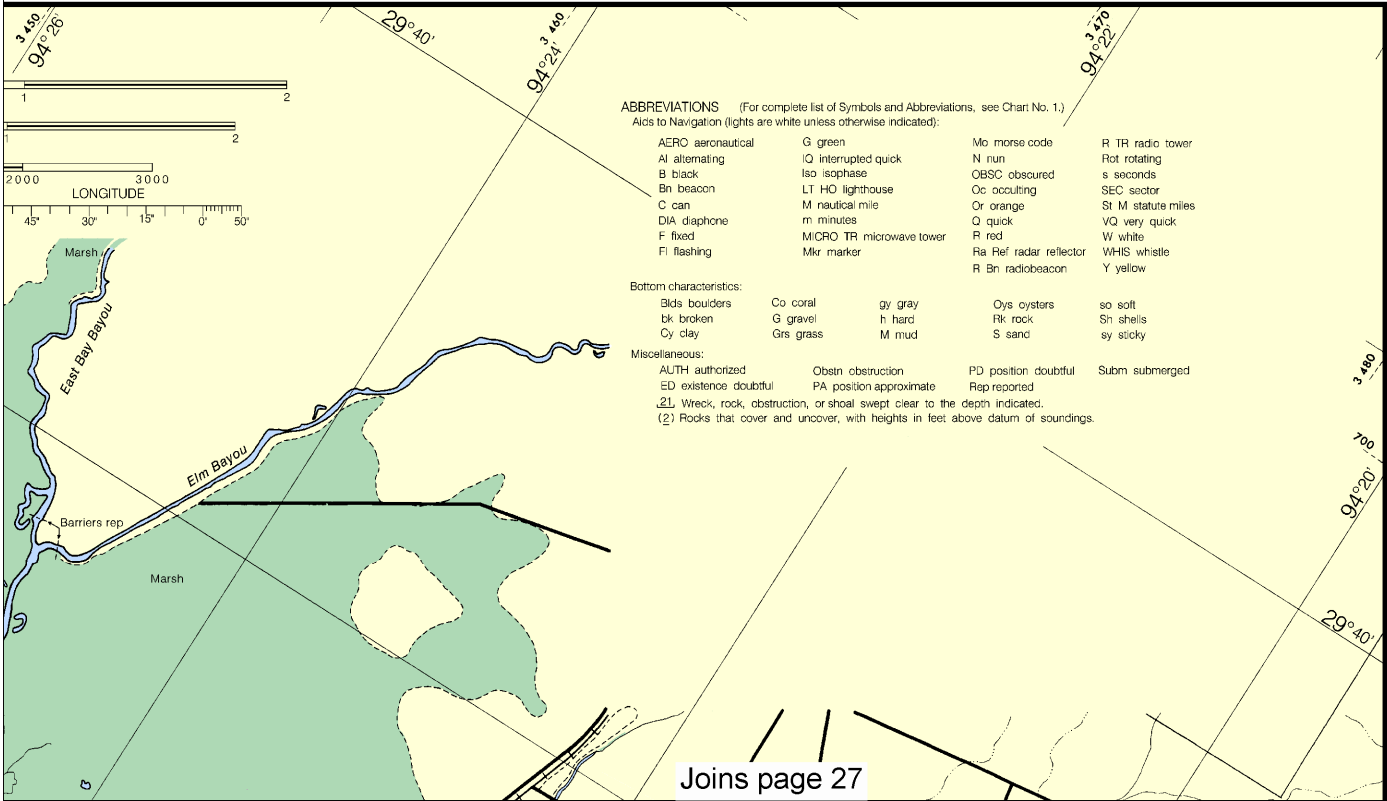 3 450
94°26'
29°40'
3 460
94°24'
3 470
94°22'
1 2
1 2
2000 3000
LONGITUDE
45" 30" 15" 0" 50"
ABBREVIATIONS (For complete list of Symbols and Abbreviations, see Chart No. 1.)
Aids to Navigation (lights are white unless otherwise indicated):
AERO aeronautical G green Mo morse code R TR radio tower
Al alternating IQ interrupted quick N nun Rot rotating
B black Iso isophase OBSC obscured s seconds
Bn beacon LT HO lighthouse Oc occulting SEC sector
C can M nautical mile Or orange St M statute miles
DIA diaphone m minutes Q quick VQ very quick
F fixed MICRO TR microwave tower R red W white
Fl flashing Mkr marker Ra Ref radar reflector WHIS whistle
R Bn radiobeacon Y yellow
Bottom characteristics:
Blds boulders Co coral gy gray Oys oysters so soft
bk broken G gravel h hard Rk rock Sh shells
Cy clay Grs grass M mud S sand sy sticky
Miscellaneous:
AUTH authorized Obstn obstruction PD position doubtful Subm submerged
ED existence doubtful PA position approximate Rep reported
21 Wreck, rock, obstruction, or shoal swept clear to the depth indicated.
(2) Rocks that cover and uncover, with heights in feet above datum of soundings.
Marsh
East Bay Bayou
Elm Bayou
Barriers rep
Marsh
3 480
700
94°20'
29°40'
Joins page 27